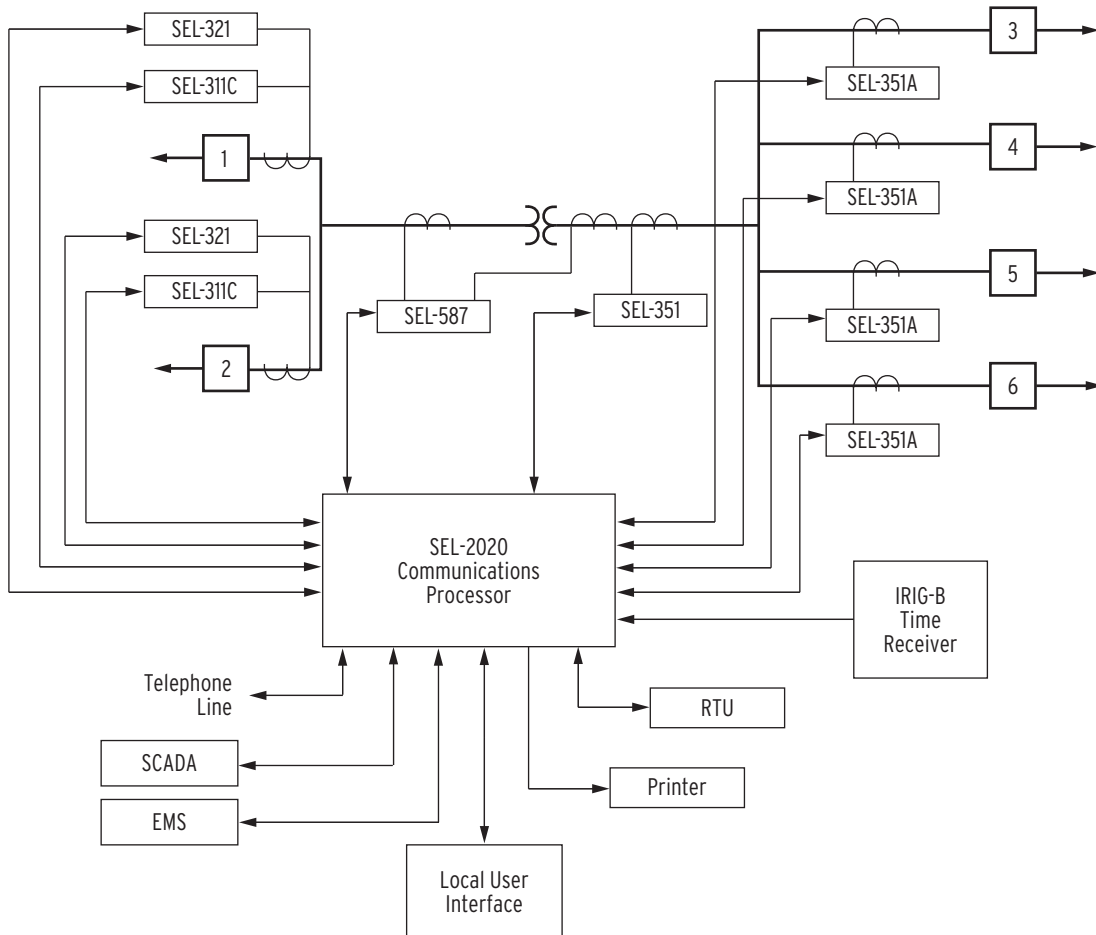 SEL-321
SEL-311C
1
SEL-321
SEL-311C
2
SEL-587
SEL-351
3
SEL-351A
4
SEL-351A
5
SEL-351A
6
SEL-351A
SEL-2020
Communications
Processor
IRIG-B
Time
Receiver
Telephone
Line
SCADA
EMS
Local User
Interface
Printer
RTU